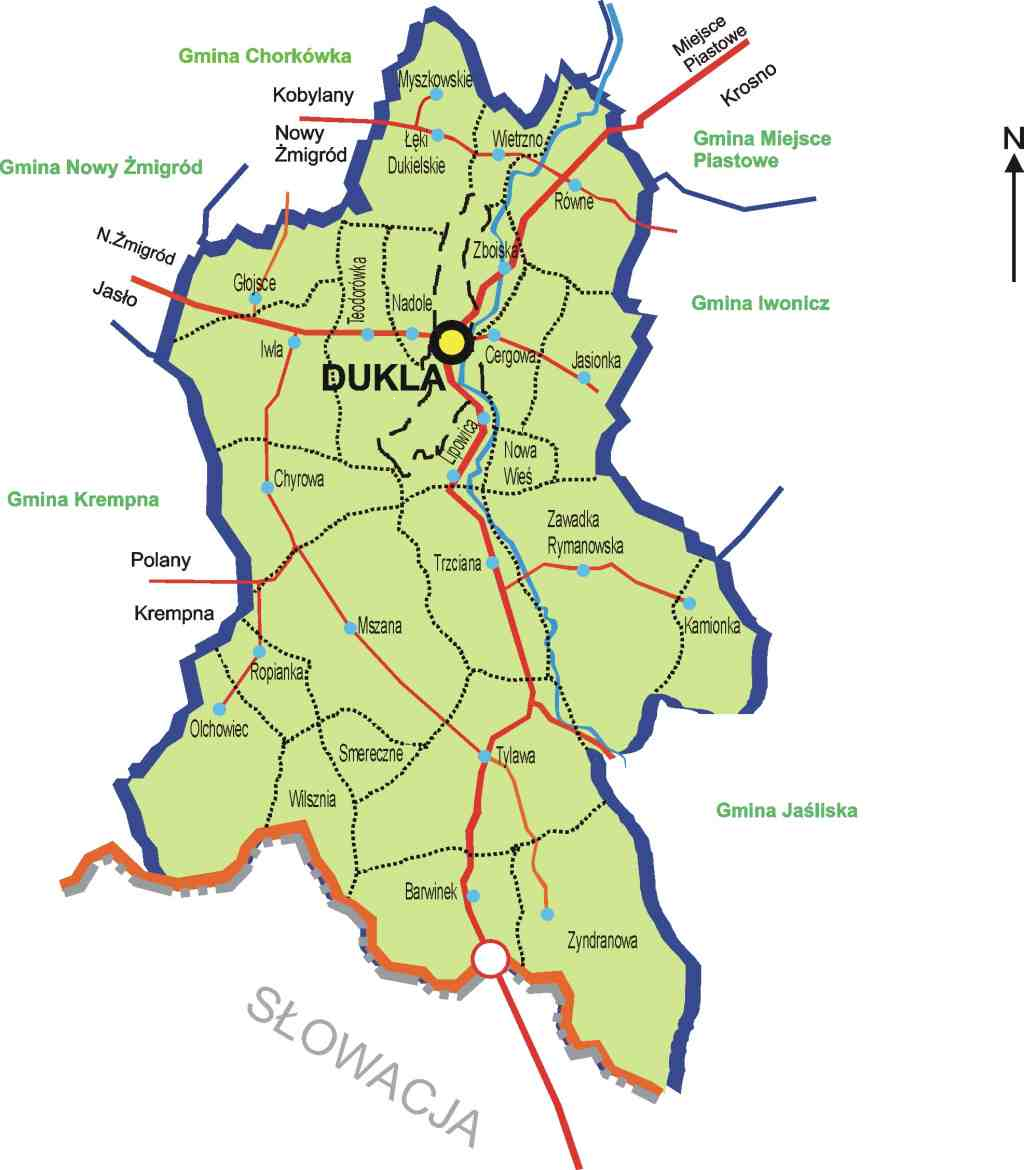 Miejsce
Piastowe
Krosno
Gmina Chorkówka
Myszkowskie
Kobylany
Nowy
Żmigród
Łęki
Dukielskie
Wietrzno
Gmina Miejsce
Piastowe
N
Gmina Nowy Żmigród
Równe
N.Żmigród
Jasło
Głojsce
Teodorówka
Zboiska
Nadole
Gmina Iwonicz
Iwla
DUKLA
Cergowa
Jasionka
Lipowica
Nowa
Wieś
Chyrowa
Gmina Krempna
Zawadka
Rymanowska
Polany
Trzciana
Krempna
Mszana
Kamionka
Ropianka
Olchowiec
Smereczne
Tylawa
Wilsznia
Gmina Jaśliska
Barwinek
Zyndranowa
SŁOWACJA